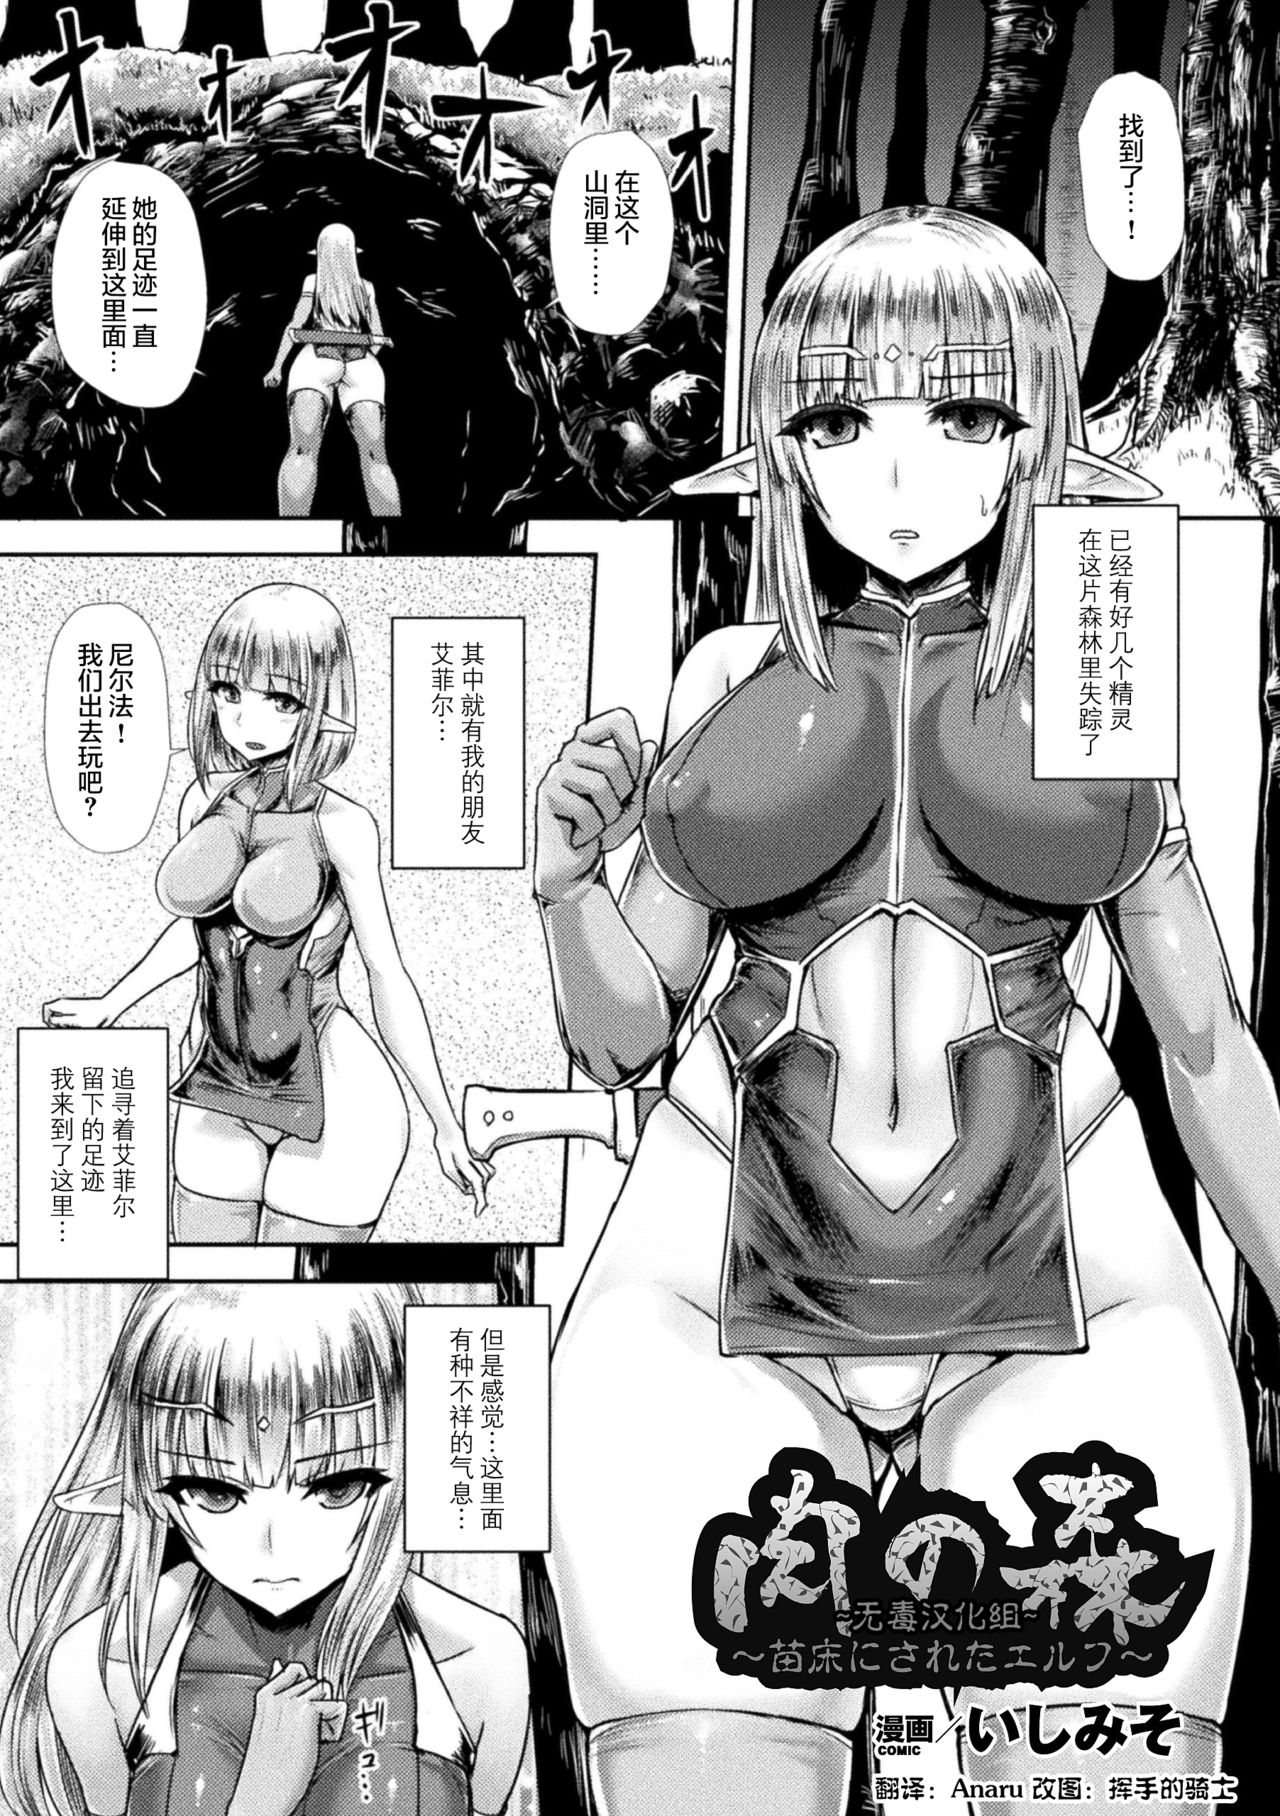 找到了……!
在这个
山洞里……
她的足迹一直
延伸到这里面…
オオオオオオ
已经有好几个精灵
在这片森林里失踪了
其中就有我的朋友
艾菲尔…
尼尔法！
我们出去玩吧？
追寻着艾菲尔
留下的足迹
我来到了这里…
但是感觉…这里面
有种不祥的气息…
ギュ…
肉の森
~无毒汉化组~
～苗床にされたエルフ～
漫画／いしみそ
COMIC
翻译：Anaru 改图：挥手的骑士